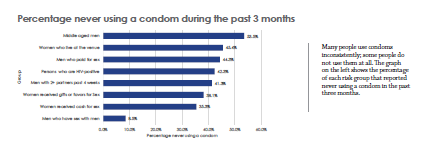 Percentage never using a condom during the past 3 months
Middle aged men
Women who live at the venue
Men who paid for sex
Persons who are HIV-positive
Men with 2+ partners past 4 weeks
Women received gifts or favors for sex
Women received cash for sex
Men who have sex with men
Group
0.0% 10.0% 20.0% 30.0% 40.0% 50.0% 60.0%
Percentage never using a condom
Many people use condoms
inconsistently; some people do
not use them at all. The graph
on the left shows the percentage
of each risk group that reported
never using a condom in the past
three months.